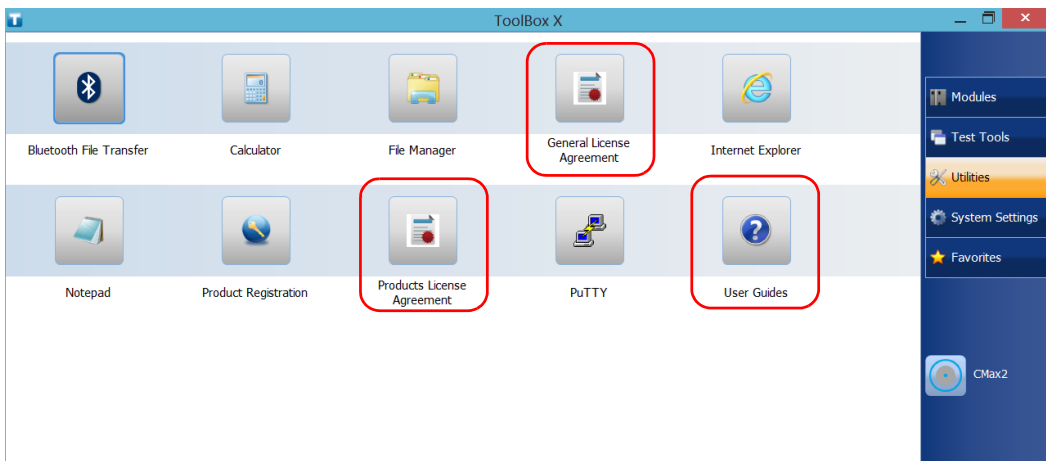 T
ToolBox X
Bluetooth File Transfer
Calculator
File Manager
General License
Agreement
Internet Explorer
Notepad
Product Registration
Products License
Agreement
PuTTY
User Guides
Modules
Test Tools
Utilities
System Settings
Favorites
CMax2